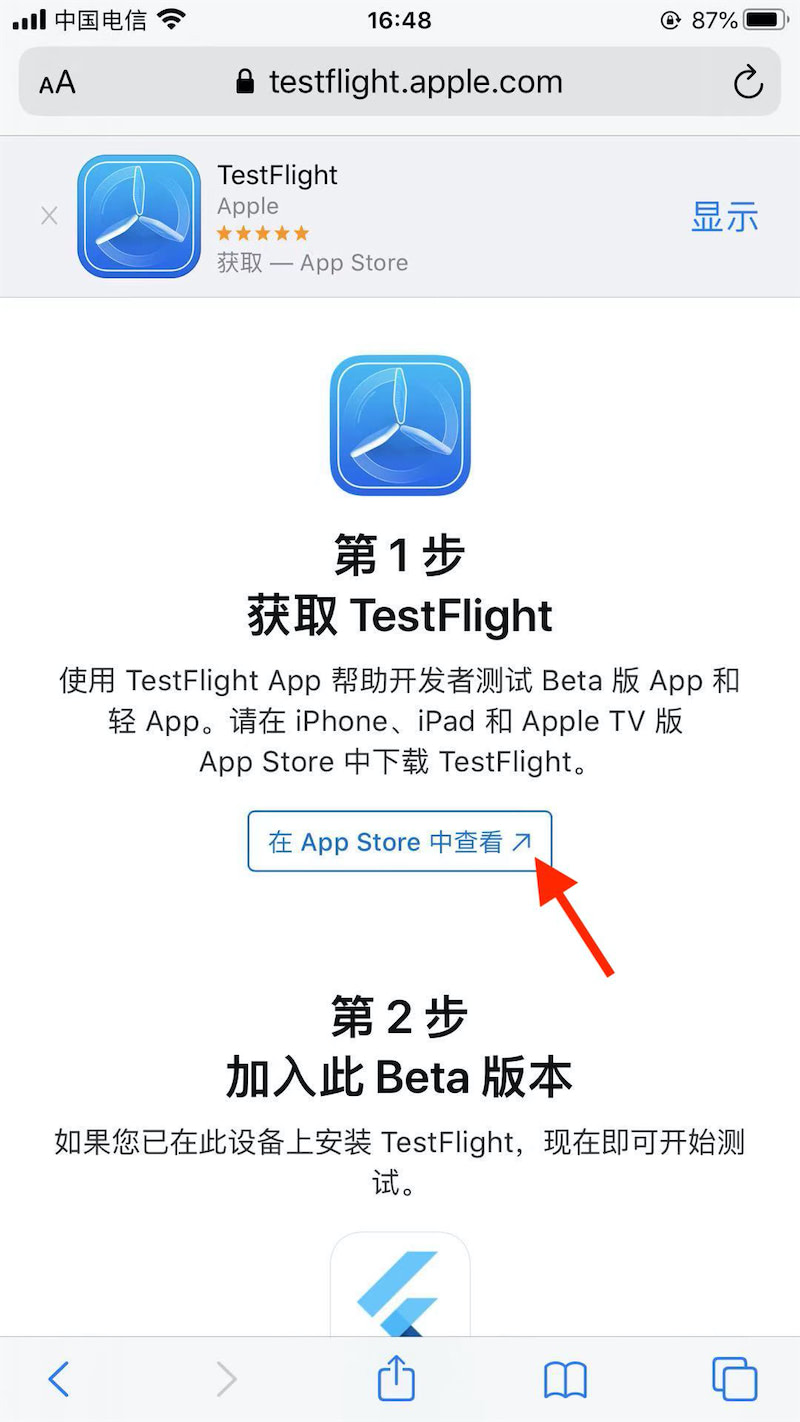 中国电信
16:48
87%
AA
testflight.apple.com
TestFlight
Apple
获取 — App Store
显示
第 1 步
获取 TestFlight
使用 TestFlight App 帮助开发者测试 Beta 版 App 和
轻 App。请在 iPhone、iPad 和 Apple TV 版
App Store 中下载 TestFlight。
在 App Store 中查看
第 2 步
加入此 Beta 版本
如果您已在此设备上安装 TestFlight，现在即可开始测
试。